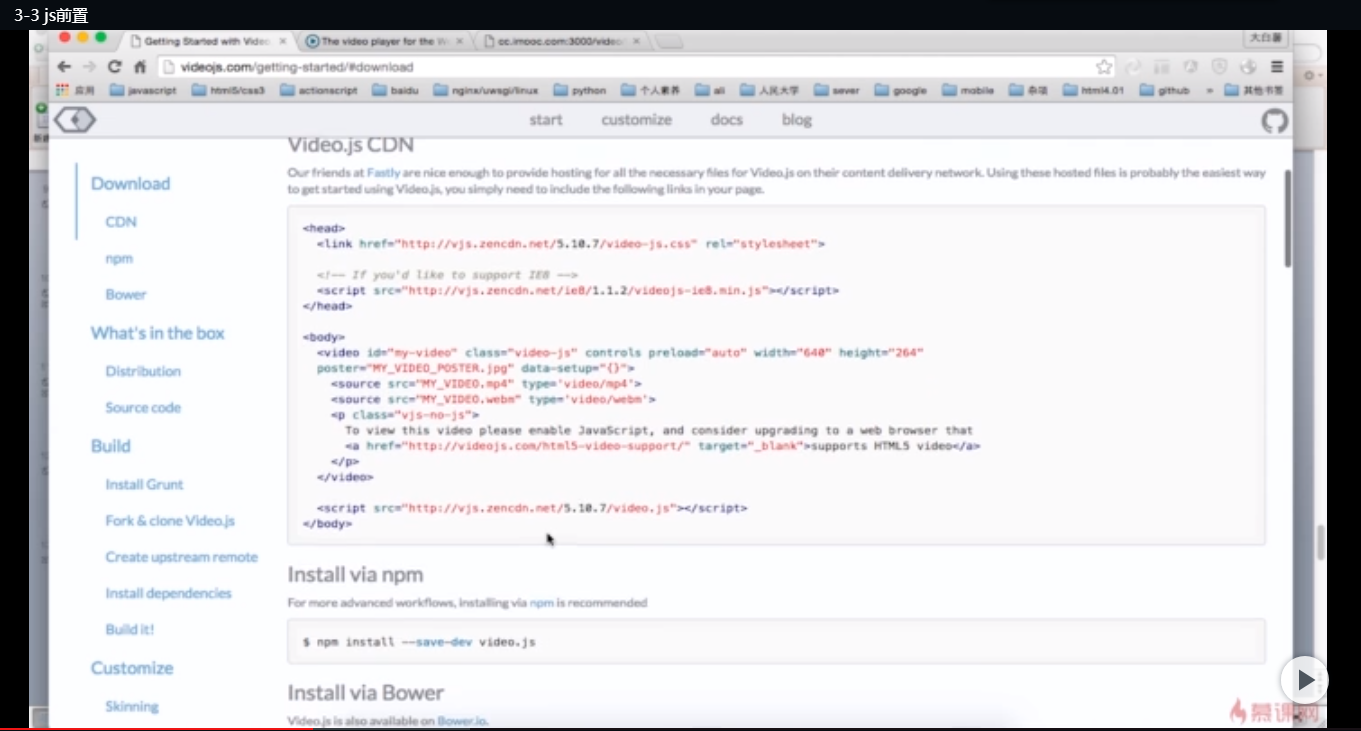 3-3 js前置
Getting Started with Video
The video player for the W
cc.imooc.com:3000/video
大白薯
videojs.com/getting-started/#download
应用 javascript html5/css3 actionscript baidu nginx/uwsgi/linux python 个人素养 ali 人民大学 sever google mobile 杂项 html4.01 github » 其他书签
start customize docs blog
Download
CDN
npm
Bower
What's in the box
Distribution
Source code
Build
Install Grunt
Fork & clone Video.js
Create upstream remote
Install dependencies
Build it!
Customize
Skinning
Video.js CDN
Our friends at Fastly are nice enough to provide hosting for all the necessary files for Video.js on their content delivery network. Using these hosted files is probably the easiest way
to get started using Video.js, you simply need to include the following links in your page.
<head>
<link href="http://vjs.zencdn.net/5.10.7/video-js.css" rel="stylesheet">
<!-- If you'd like to support IE8 -->
<script src="http://vjs.zencdn.net/ie8/1.1.2/videojs-ie8.min.js"></script>
</head>
<body>
<video id="my-video" class="video-js" controls preload="auto" width="640" height="264"
poster="MY_VIDEO_POSTER.jpg" data-setup="{}">
<source src="MY_VIDEO.mp4" type='video/mp4'>
<source src="MY_VIDEO.webm" type='video/webm'>
<p class="vjs-no-js">
To view this video please enable JavaScript, and consider upgrading to a web browser that
<a href="http://videojs.com/html5-video-support/" target="_blank">supports HTML5 video</a>
</p>
</video>
<script src="http://vjs.zencdn.net/5.10.7/video.js"></script>
</body>
Install via npm
For more advanced workflows, installing via npm is recommended
$ npm install --save-dev video.js
Install via Bower
Video.js is also available on Bower.io.
慕课网